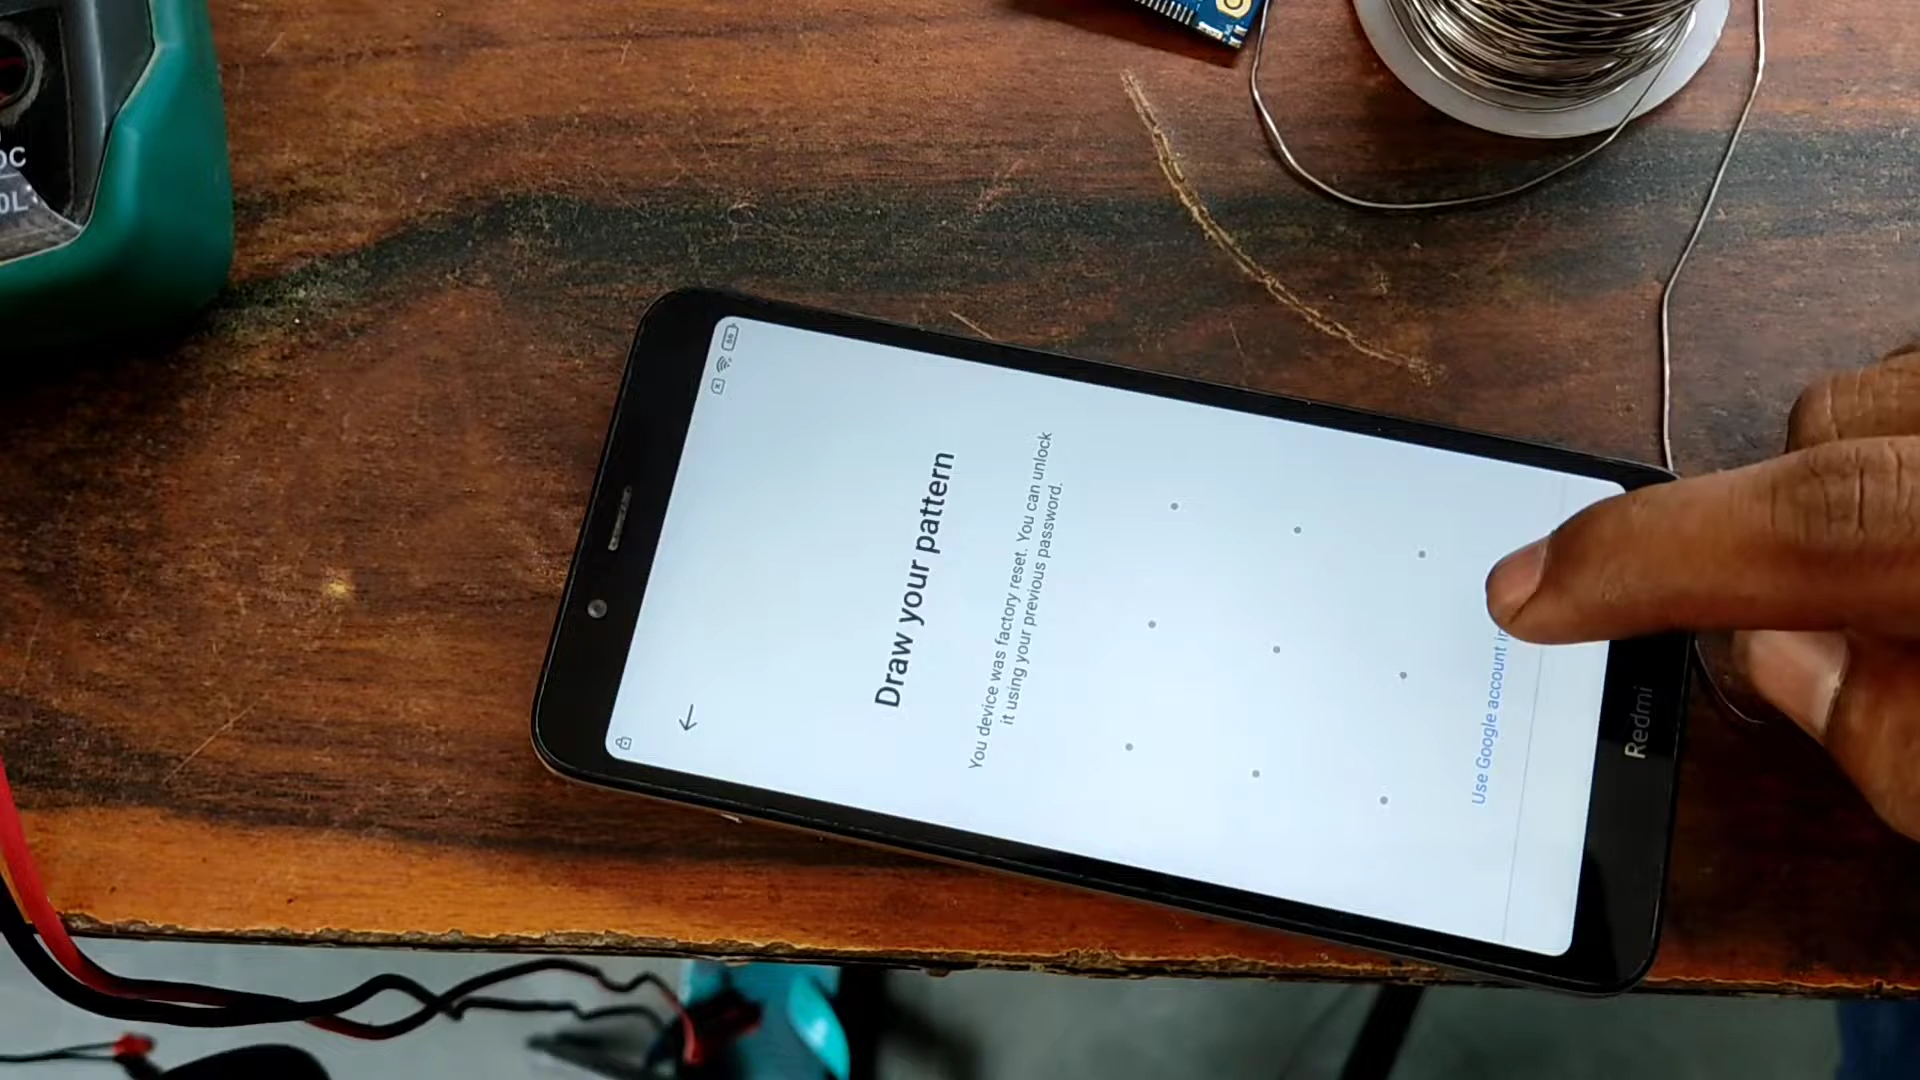 Draw your pattern
You device was factory reset. You can unlock
it using your previous password.
Use Google account
Redmi
DC